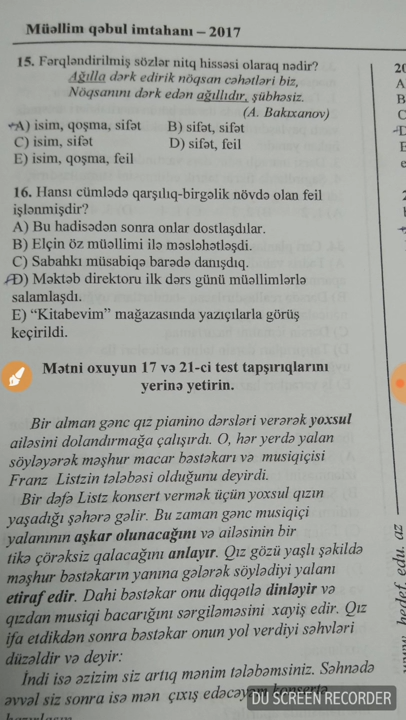 Müəllim qəbul imtahanı – 2017
15. Fərqləndirilmiş sözlər nitq hissəsi olaraq nədir?
Ağılla dərk edirik nöqsan cəhətləri biz,
Nöqsanını dərk edən ağıllıdır, şübhəsiz.
(A. Bakıxanov)
A) isim, qoşma, sifət B) sifət, sifət
C) isim, sifət D) sifət, feil
E) isim, qoşma, feil
16. Hansı cümlədə qarşılıq-birgəlik növdə olan feil
işlənmişdir?
A) Bu hadisədən sonra onlar dostlaşdılar.
B) Elçin öz müəllimi ilə məsləhətləşdi.
C) Sabahkı müsabiqə barədə danışdıq.
D) Məktəb direktoru ilk dərs günü müəllimlərlə
salamlaşdı.
E) “Kitabevim” mağazasında yazıçılarla görüş
keçirildi.
Mətni oxuyun 17 və 21-ci test tapşırıqlarını
yerinə yetirin.
Bir alman gənc qız pianino dərsləri verərək yoxsul
ailəsini dolandırmağa çalışırdı. O, hər yerdə yalan
söyləyərək məşhur macar bəstəkarı və musiqiçisi
Franz Listzin tələbəsi olduğunu deyirdi.
Bir dəfə Listz konsert vermək üçün yoxsul qızın
yaşadığı şəhərə gəlir. Bu zaman gənc musiqiçi
yalanının aşkar olunacağını və ailəsinin bir
tikə çörəksiz qalacağını anlayır. Qız gözü yaşlı şəkildə
məşhur bəstəkarın yanına gələrək söylədiyi yalanı
etiraf edir. Dahi bəstəkar onu diqqətlə dinləyir və
qızdan musiqi bacarığını sərgiləməsini xayiş edir. Qız
ifa etdikdən sonra bəstəkar onun yol verdiyi səhvləri
düzəldir və deyir:
İndi isə əzizim siz artıq mənim tələbəmsiniz. Səhnədə
əvvəl siz sonra isə mən çıxış edəcəyəm konsertə
www.hedef.edu.az
DU SCREEN RECORDER